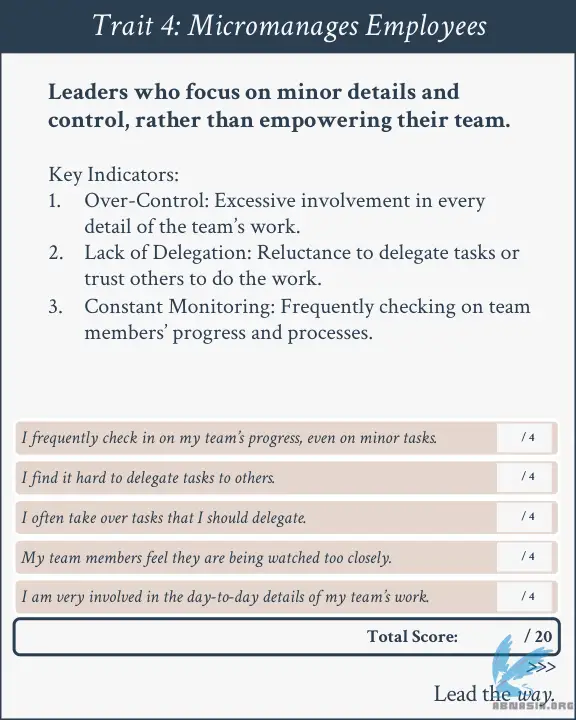 Trait 4: Micromanages Employees
Leaders who focus on minor details and
control, rather than empowering their team.
Key Indicators:
1. Over-Control: Excessive involvement in every
detail of the team's work.
2. Lack of Delegation: Reluctance to delegate tasks or
trust others to do the work.
3. Constant Monitoring: Frequently checking on team
members' progress and processes.
I frequently check in on my team's progress, even on minor tasks. / 4
I find it hard to delegate tasks to others. / 4
I often take over tasks that I should delegate. / 4
My team members feel they are being watched too closely. / 4
I am very involved in the day-to-day details of my team's work. / 4
Total Score: / 20
>>>
Lead the way.
ABNASIA.ORG